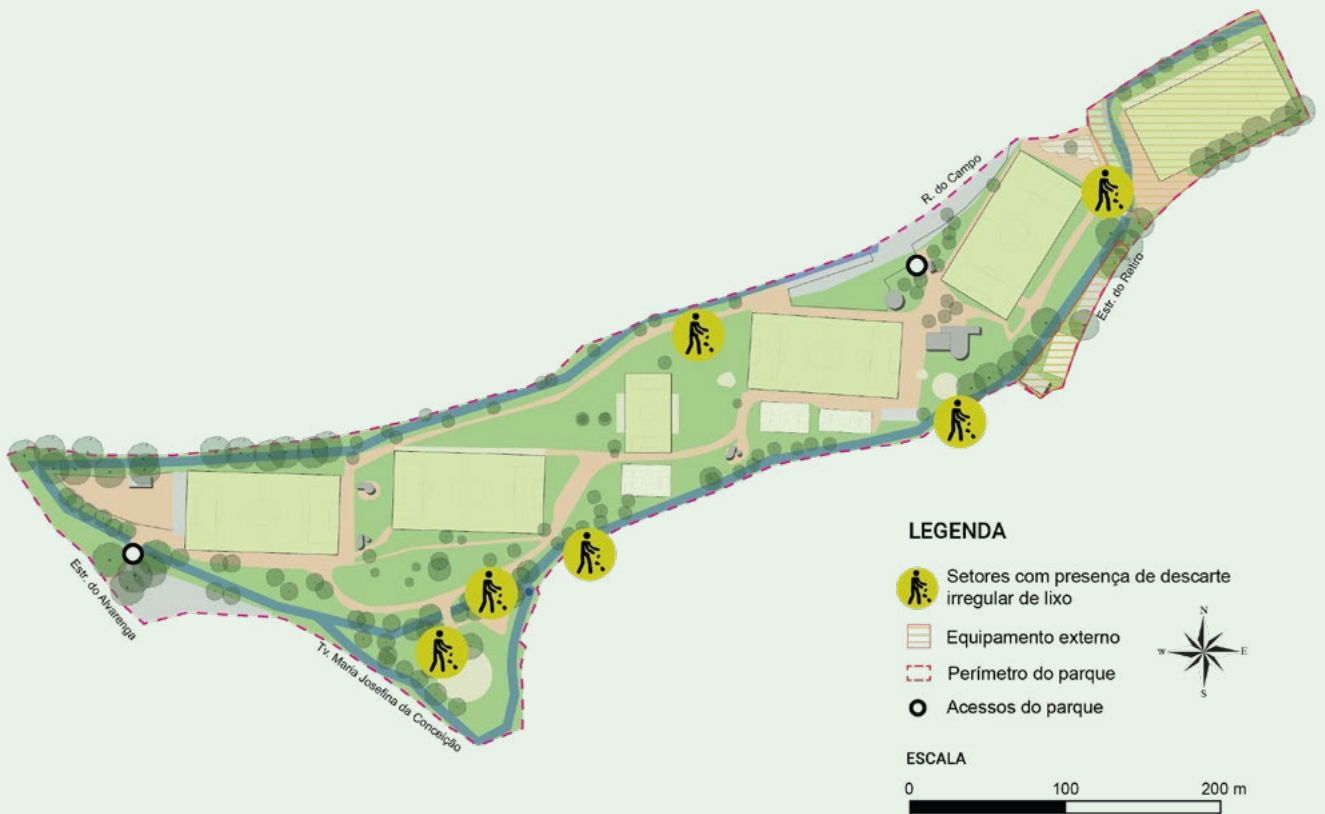 R. do Campo
Estr. do Retiro
Estr. do Alvarenga
Tv. Maria Josefina da Conceição
LEGENDA
Setores com presença de descarte
irregular de lixo
Equipamento externo
Perímetro do parque
Acessos do parque
N
W
E
S
ESCALA
0 100 200 m